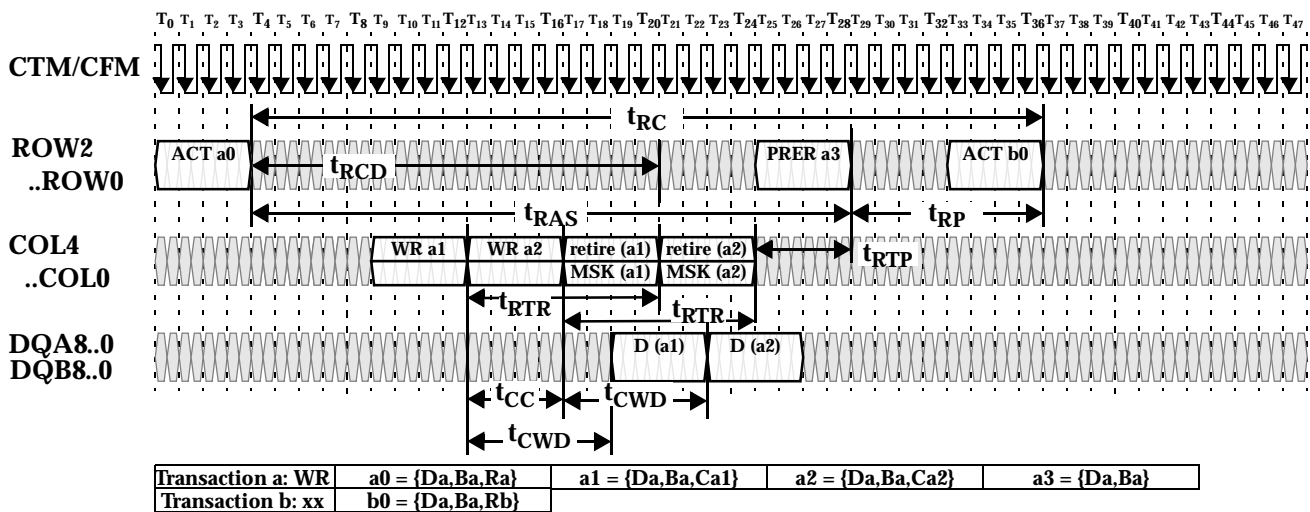 T0 T1 T2 T3 T4 T5 T6 T7 T8 T9 T10 T11 T12 T13 T14 T15 T16 T17 T18 T19 T20 T21 T22 T23 T24 T25 T26 T27 T28 T29 T30 T31 T32 T33 T34 T35 T36 T37 T38 T39 T40 T41 T42 T43 T44 T45 T46 T47
CTM/CFM
tRC
ROW2
..ROW0
ACT a0
PRER a3
ACT b0
tRCD
tRAS
tRP
COL4
..COL0
WR a1
WR a2
retire (a1)
retire (a2)
MSK (a1)
MSK (a2)
tRTP
tRTR
tRTR
DQA8..0
DQB8..0
D (a1)
D (a2)
tCC
tCWD
tCWD
Transaction a: WR a0 = {Da,Ba,Ra} a1 = {Da,Ba,Ca1} a2 = {Da,Ba,Ca2} a3 = {Da,Ba}
Transaction b: xx b0 = {Da,Ba,Rb}